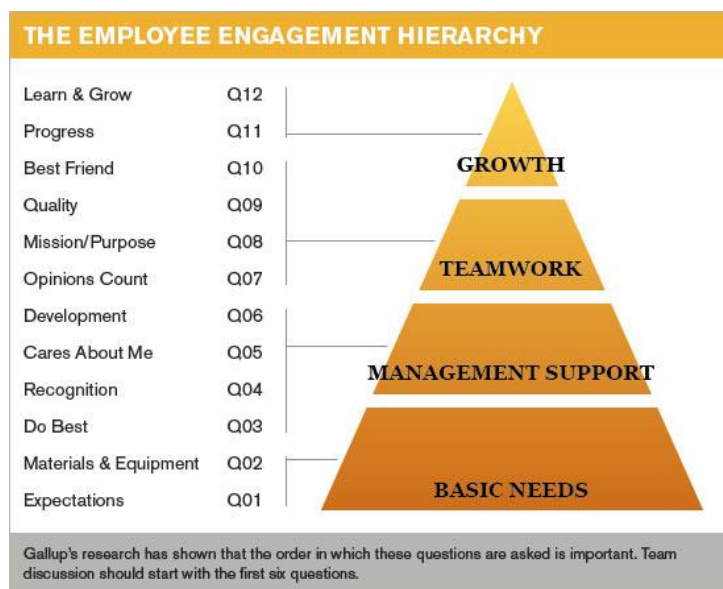 THE EMPLOYEE ENGAGEMENT HIERARCHY
Learn & Grow Q12
Progress Q11
Best Friend Q10
Quality Q09
Mission/Purpose Q08
Opinions Count Q07
Development Q06
Cares About Me Q05
Recognition Q04
Do Best Q03
Materials & Equipment Q02
Expectations Q01
GROWTH
TEAMWORK
MANAGEMENT SUPPORT
BASIC NEEDS
Gallup's research has shown that the order in which these questions are asked is important. Team
discussion should start with the first six questions.